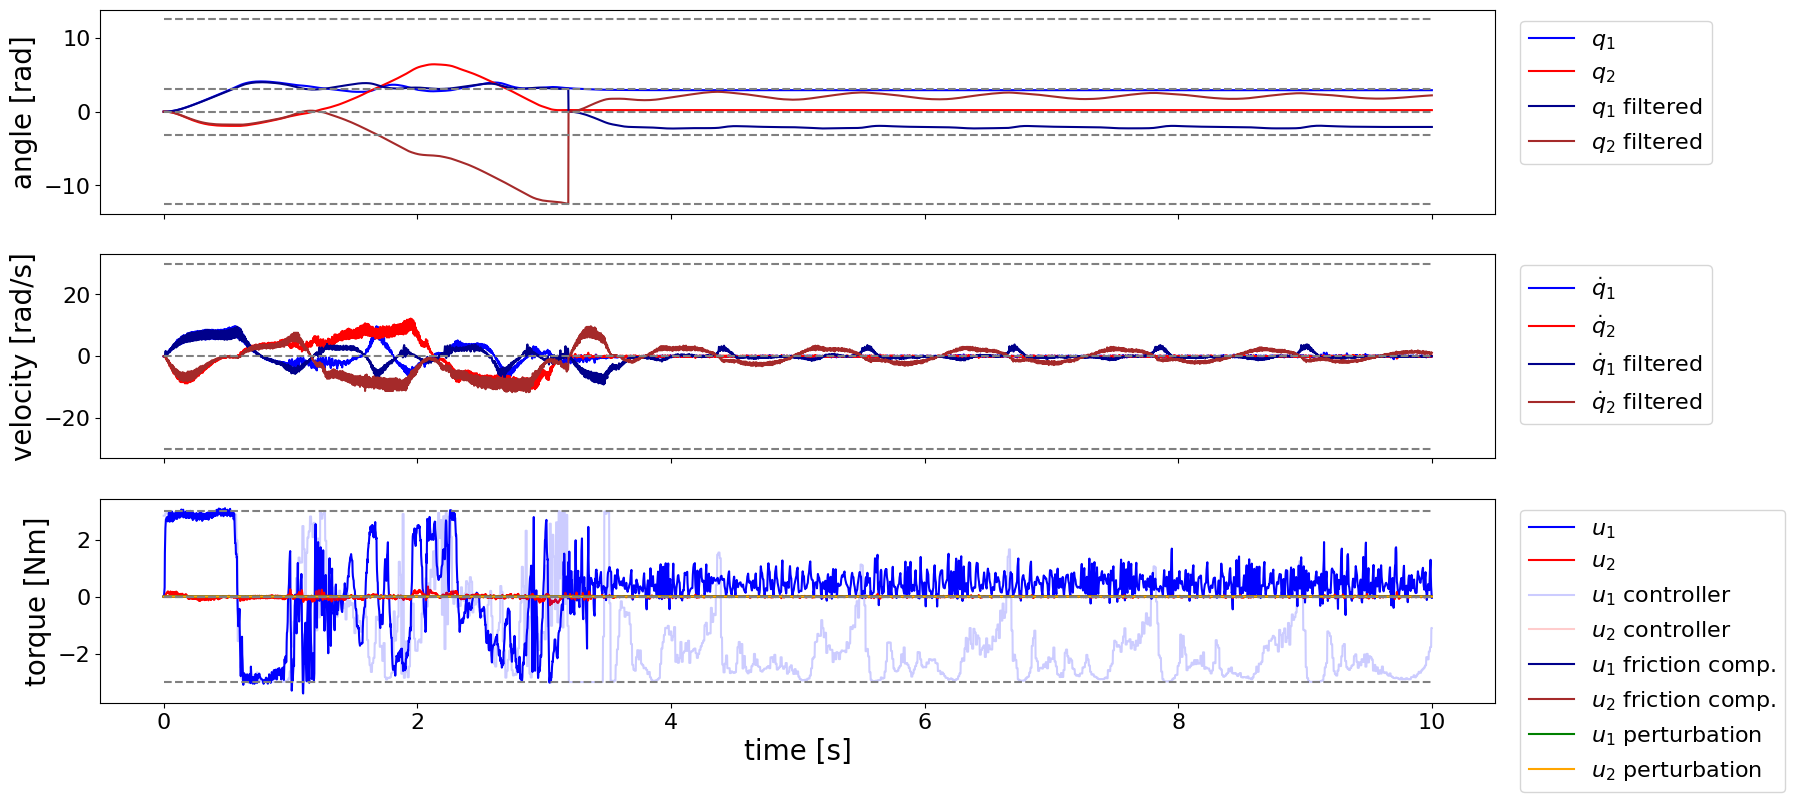 angle [rad]
10
0
−10
q₁
q₂
q₁ filtered
q₂ filtered
velocity [rad/s]
20
0
−20
q̇₁
q̇₂
q̇₁ filtered
q̇₂ filtered
torque [Nm]
2
0
−2
0 2 4 6 8 10
time [s]
u₁
u₂
u₁ controller
u₂ controller
u₁ friction comp.
u₂ friction comp.
u₁ perturbation
u₂ perturbation